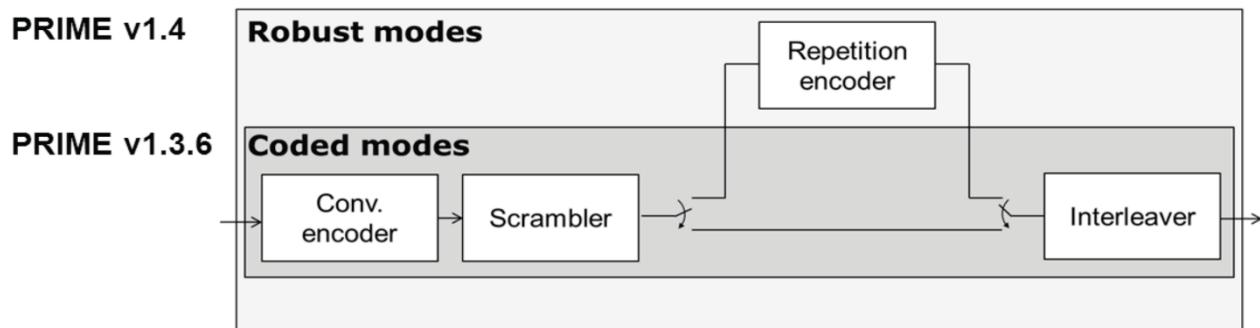 PRIME v1.4
Robust modes
Repetition
encoder
PRIME v1.3.6
Coded modes
Conv.
encoder
Scrambler
Interleaver